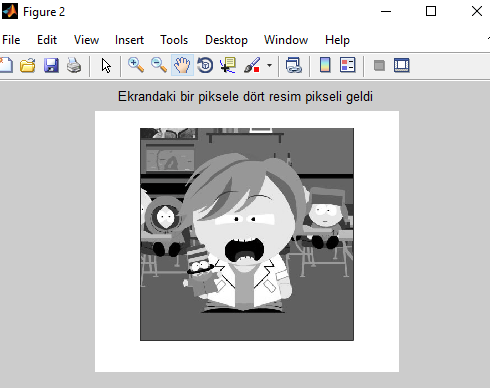 Figure 2
File Edit View Insert Tools Desktop Window Help
Ekrandaki bir piksele dört resim pikseli geldi